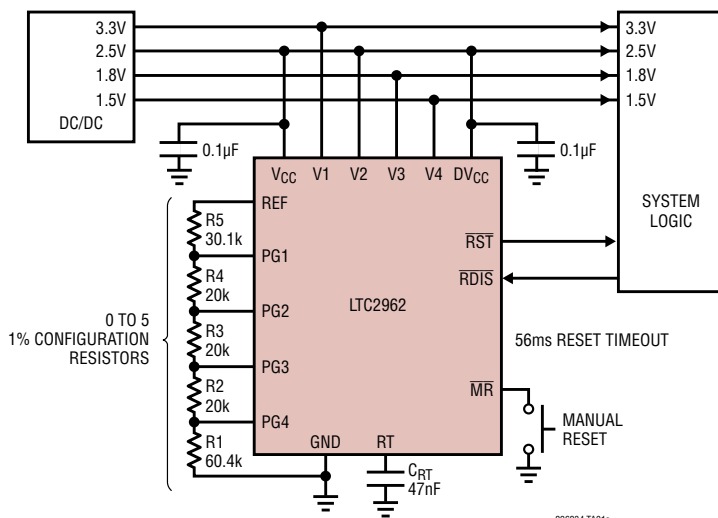 3.3V
2.5V
1.8V
1.5V
DC/DC
3.3V
2.5V
1.8V
1.5V
SYSTEM
LOGIC
0.1µF
0.1µF
VCC
V1
V2
V3
V4
DVCC
REF
PG1
PG2
PG3
PG4
GND
RT
RST
RDIS
MR
LTC2962
R5
30.1k
R4
20k
R3
20k
R2
20k
R1
60.4k
0 TO 5
1% CONFIGURATION
RESISTORS
56ms RESET TIMEOUT
MANUAL
RESET
CRT
47nF